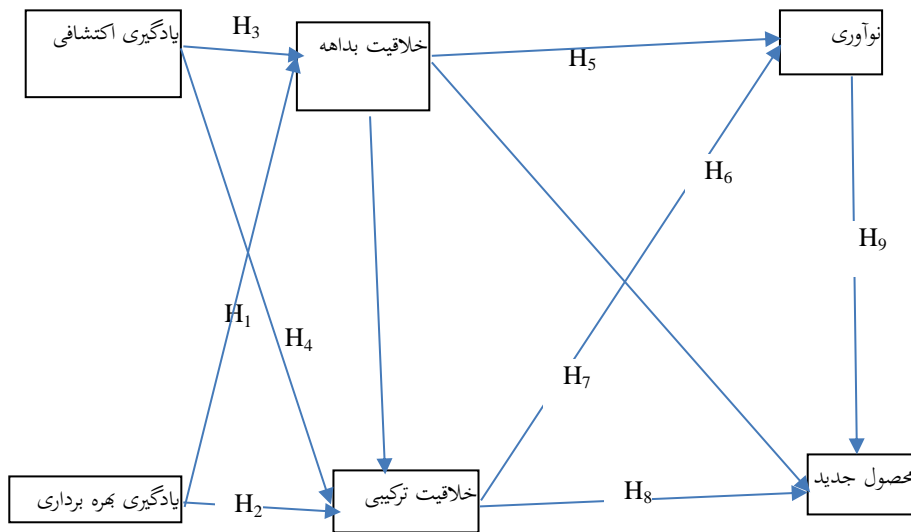 یادگیری اکتشافی
H₃
خلاقیت بداهه
H₅
نوآوری
H₆
H₉
H₁
H₄
H₇
یادگیری بهره برداری
H₂
خلاقیت ترکیبی
H₈
محصول جدید